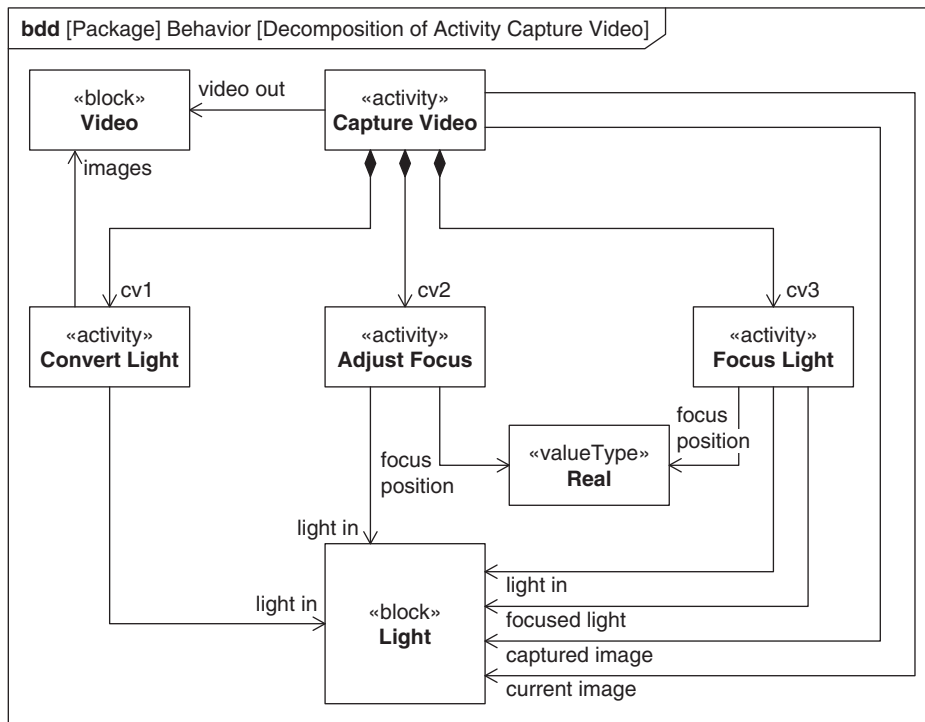 bdd [Package] Behavior [Decomposition of Activity Capture Video]
«block»
Video
video out
«activity»
Capture Video
images
cv1
cv2
cv3
«activity»
Convert Light
«activity»
Adjust Focus
«activity»
Focus Light
focus
position
«valueType»
Real
focus
position
light in
light in
«block»
Light
light in
focused light
captured image
current image